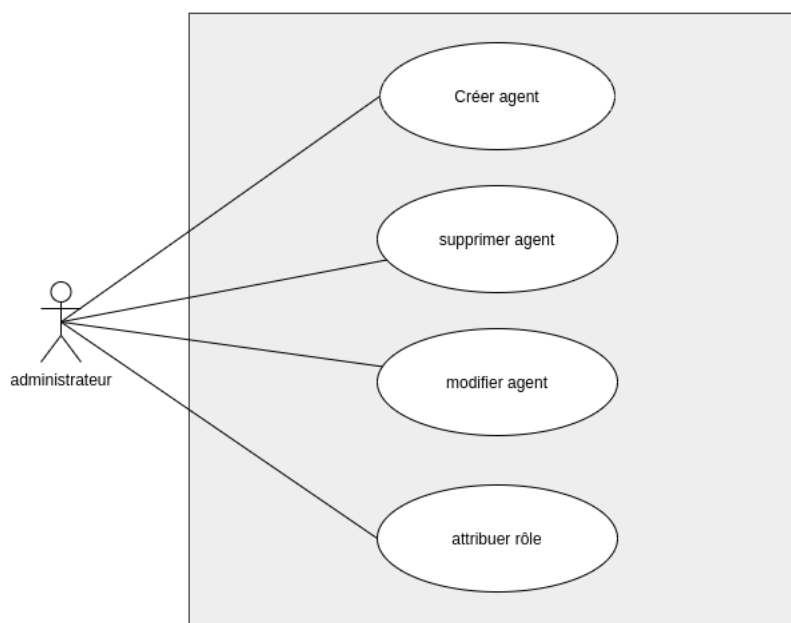 Créer agent
supprimer agent
modifier agent
administrateur
attribuer rôle